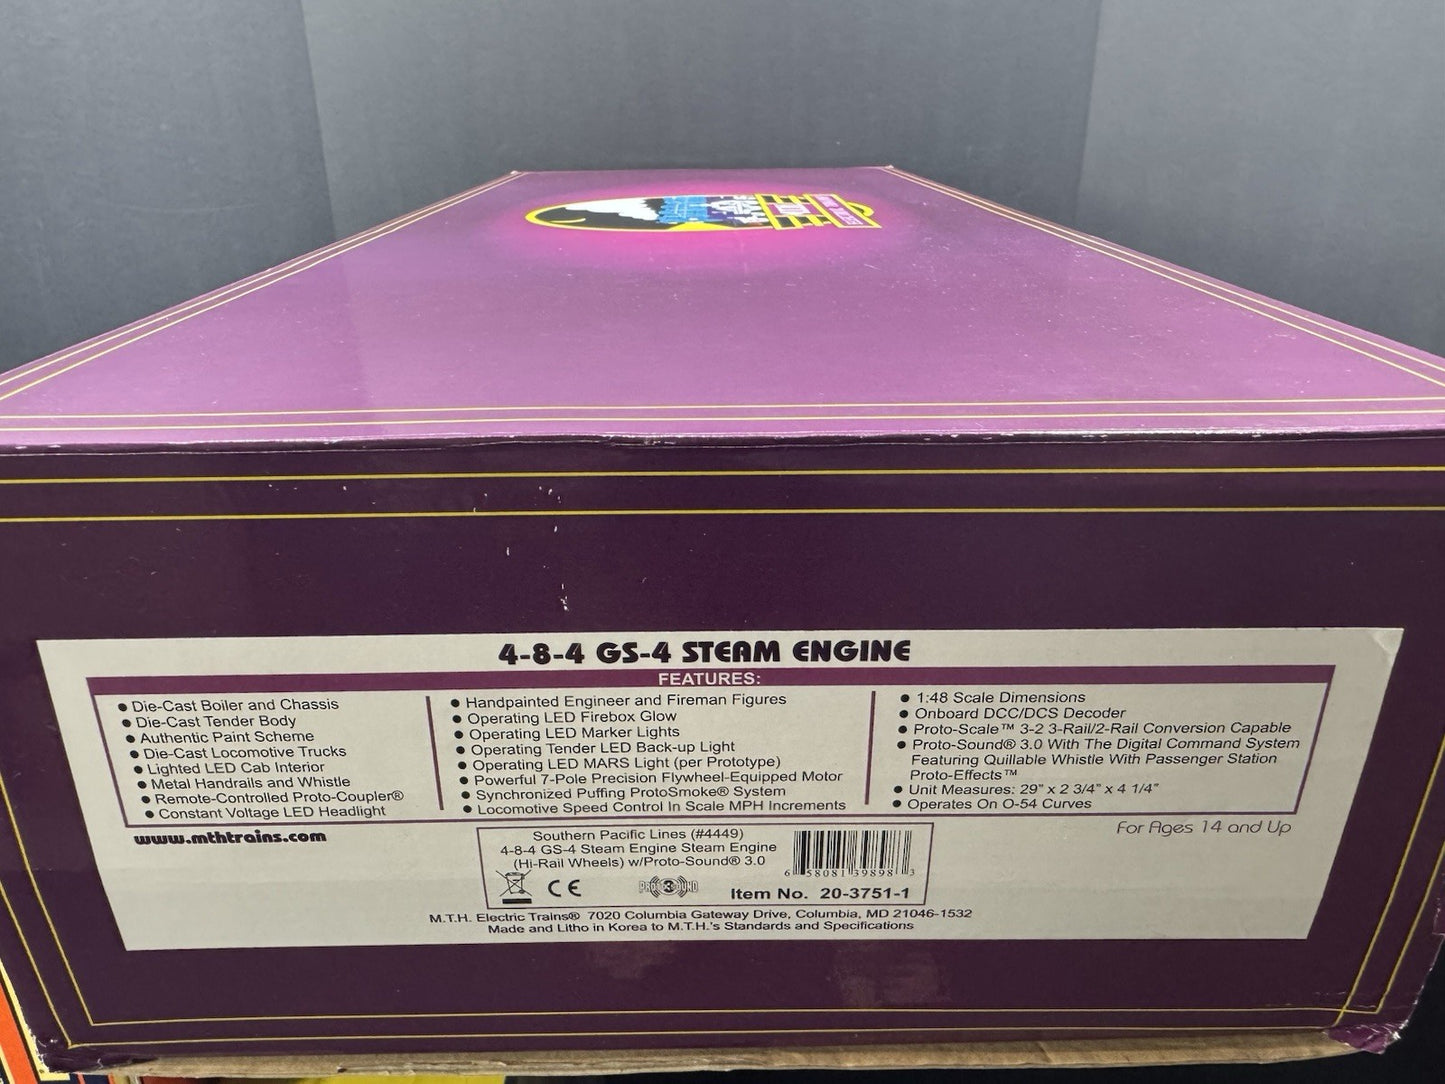 4-8-4 GS-4 STEAM ENGINE
FEATURES:
● Die-Cast Boiler and Chassis
● Die-Cast Tender Body
● Authentic Paint Scheme
● Die-Cast Locomotive Trucks
● Lighted LED Cab Interior
● Metal Handrails and Whistle
● Remote-Controlled Proto-Coupler®
● Constant Voltage LED Headlight
● Handpainted Engineer and Fireman Figures
● Operating LED Firebox Glow
● Operating LED Marker Lights
● Operating Tender LED Back-up Light
● Operating LED MARS Light (per Prototype)
● Powerful 7-Pole Precision Flywheel-Equipped Motor
● Synchronized Puffing ProtoSmoke® System
● Locomotive Speed Control In Scale MPH Increments
● 1:48 Scale Dimensions
● Onboard DCC/DCS Decoder
● Proto-Scale™ 3-2 3-Rail/2-Rail Conversion Capable
● Proto-Sound® 3.0 With The Digital Command System
Featuring Quillable Whistle With Passenger Station
Proto-Effects™
● Unit Measures: 29” x 2 3/4” x 4 1/4”
● Operates On O-54 Curves
www.mthtrains.com
For Ages 14 and Up
Southern Pacific Lines (#4449)
4-8-4 GS-4 Steam Engine Steam Engine
(Hi-Rail Wheels) w/Proto-Sound® 3.0
6 58081 39898 3
CE
PROTO 3 SOUND
Item No. 20-3751-1
M.T.H. Electric Trains® 7020 Columbia Gateway Drive, Columbia, MD 21046-1532
Made and Litho in Korea to M.T.H.'s Standards and Specifications